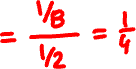 = 1/8 / 1/2 = 1/4